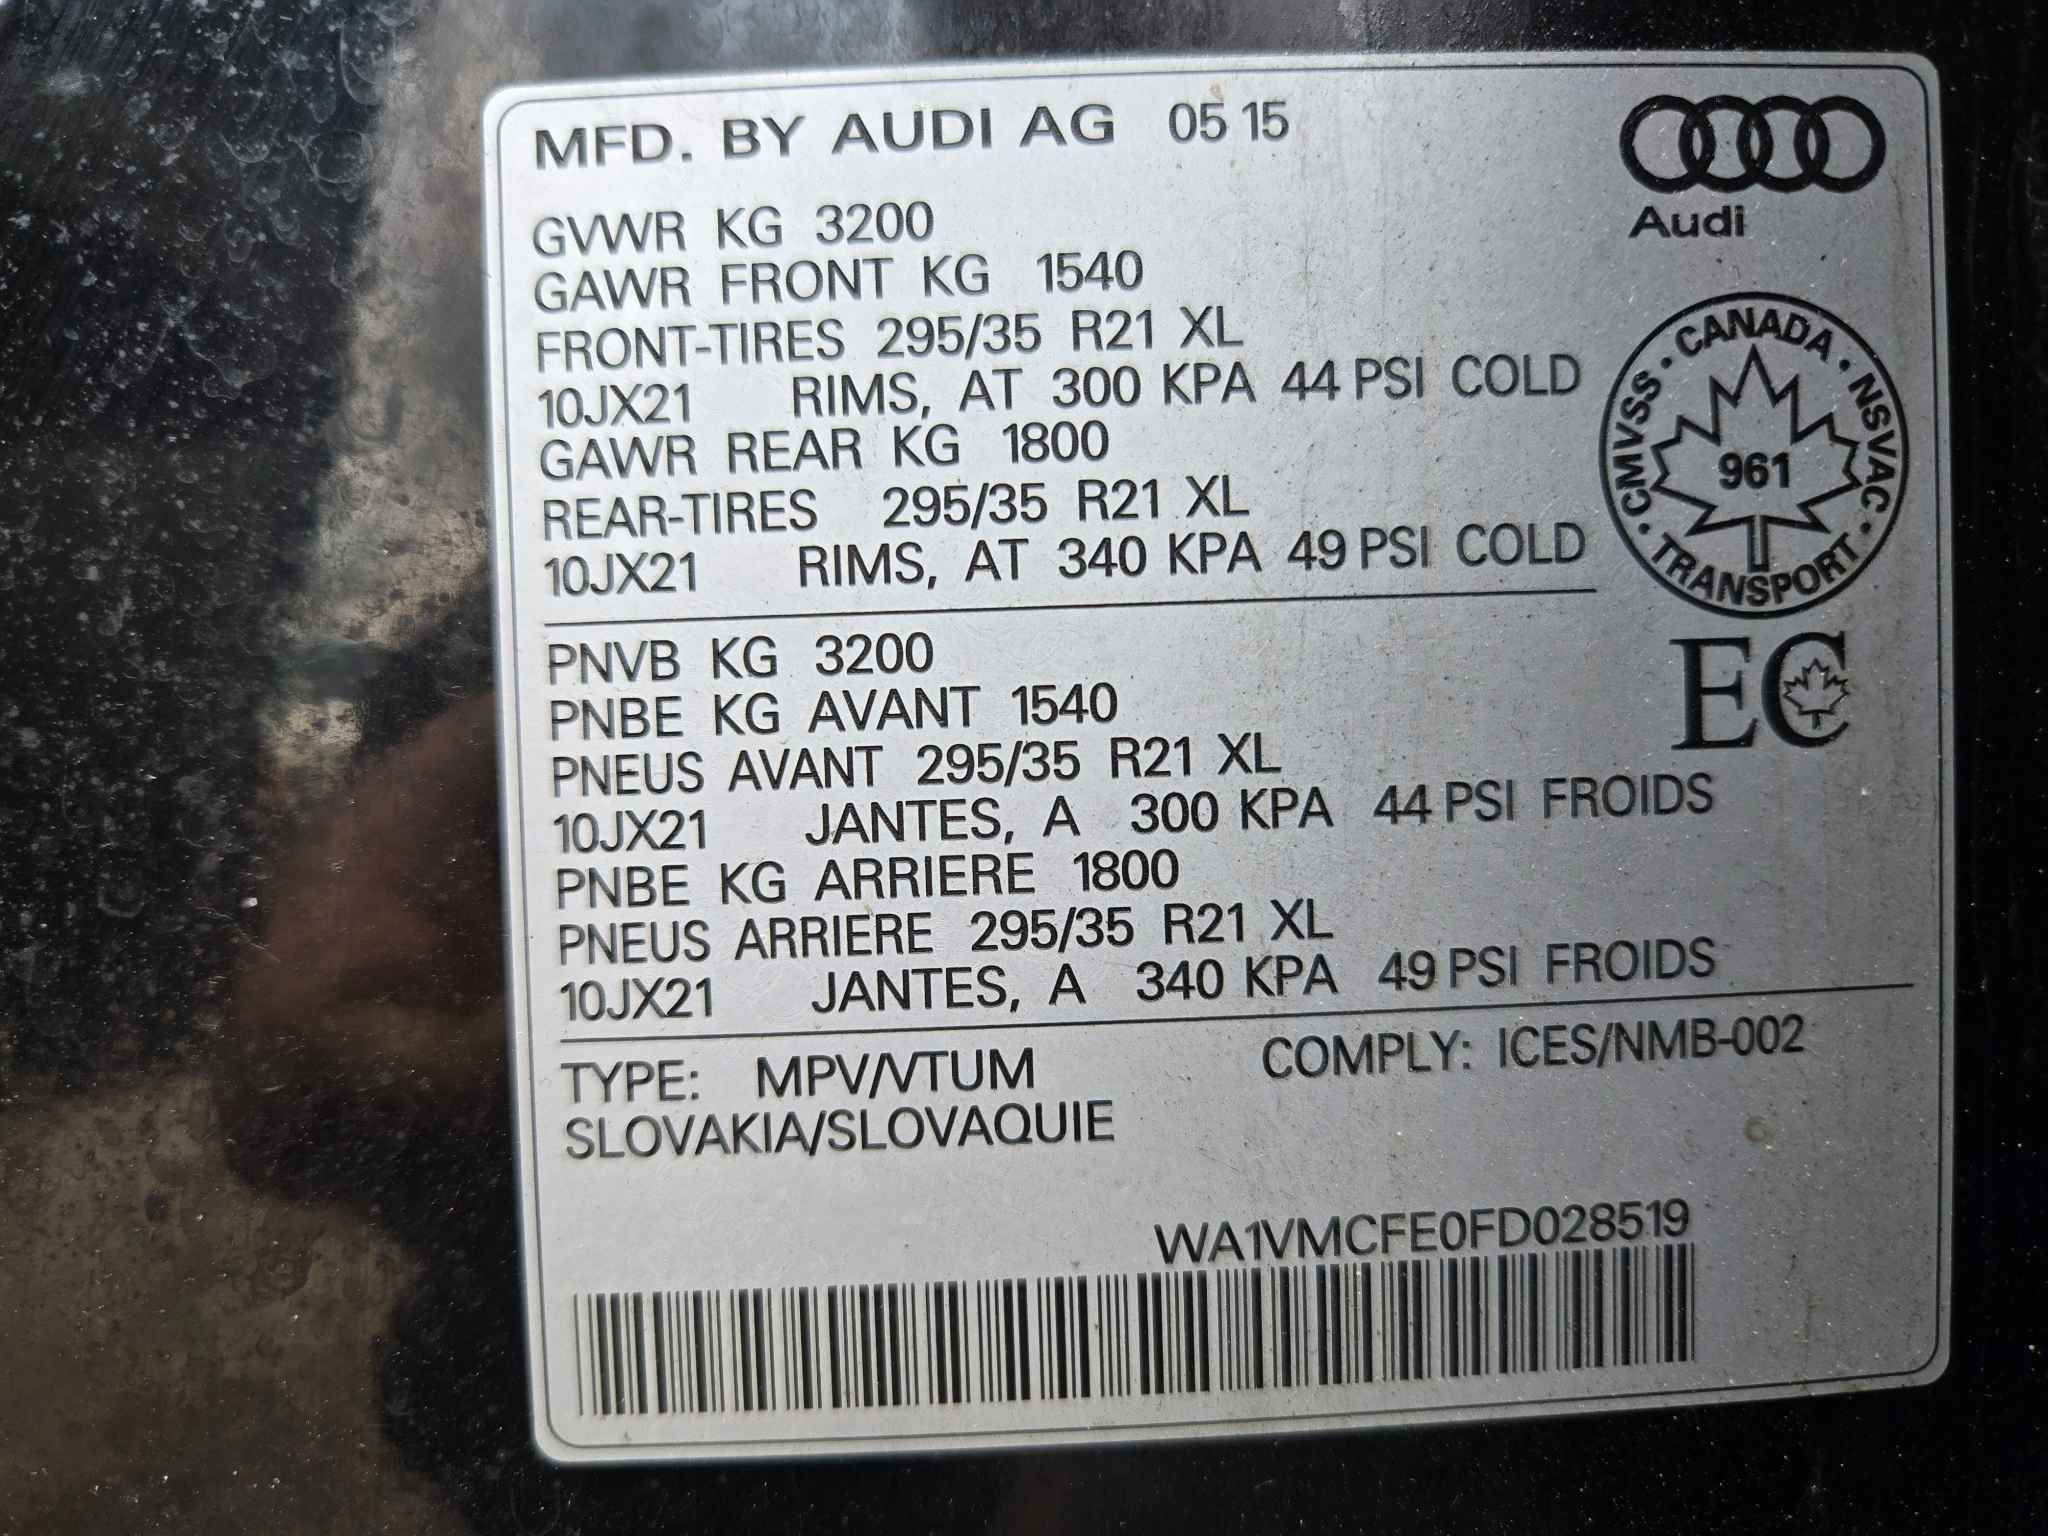 MFD. BY AUDI AG 05 15
Audi
GVWR KG 3200
GAWR FRONT KG 1540
FRONT-TIRES 295/35 R21 XL
10JX21 RIMS, AT 300 KPA 44 PSI COLD
GAWR REAR KG 1800
REAR-TIRES 295/35 R21 XL
10JX21 RIMS, AT 340 KPA 49 PSI COLD
CANADA · NSVAC · TRANSPORT · CMVSS ·
961
EC
PNVB KG 3200
PNBE KG AVANT 1540
PNEUS AVANT 295/35 R21 XL
10JX21 JANTES, A 300 KPA 44 PSI FROIDS
PNBE KG ARRIERE 1800
PNEUS ARRIERE 295/35 R21 XL
10JX21 JANTES, A 340 KPA 49 PSI FROIDS
TYPE: MPV/VTUM COMPLY: ICES/NMB-002
SLOVAKIA/SLOVAQUIE
WA1VMCFE0FD028519